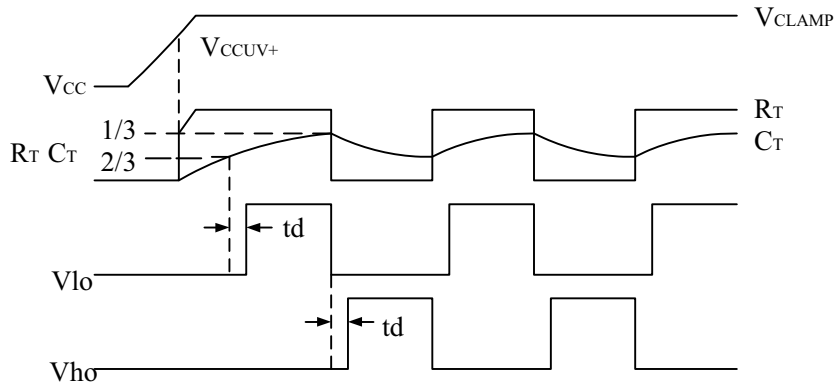 VCLAMP
VCCUV+
VCC
RT
1/3
CT
RT CT
2/3
td
Vlo
td
Vho